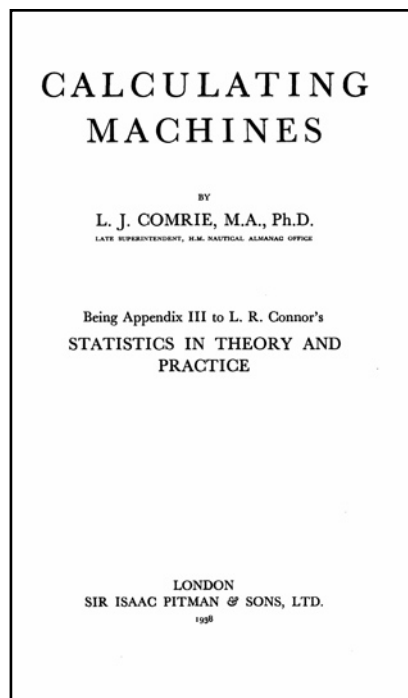 CALCULATING
MACHINES
BY
L. J. COMRIE, M.A., Ph.D.
LATE SUPERINTENDENT, H.M. NAUTICAL ALMANAC OFFICE
Being Appendix III to L. R. Connor's
STATISTICS IN THEORY AND
PRACTICE
LONDON
SIR ISAAC PITMAN & SONS, LTD.
1938